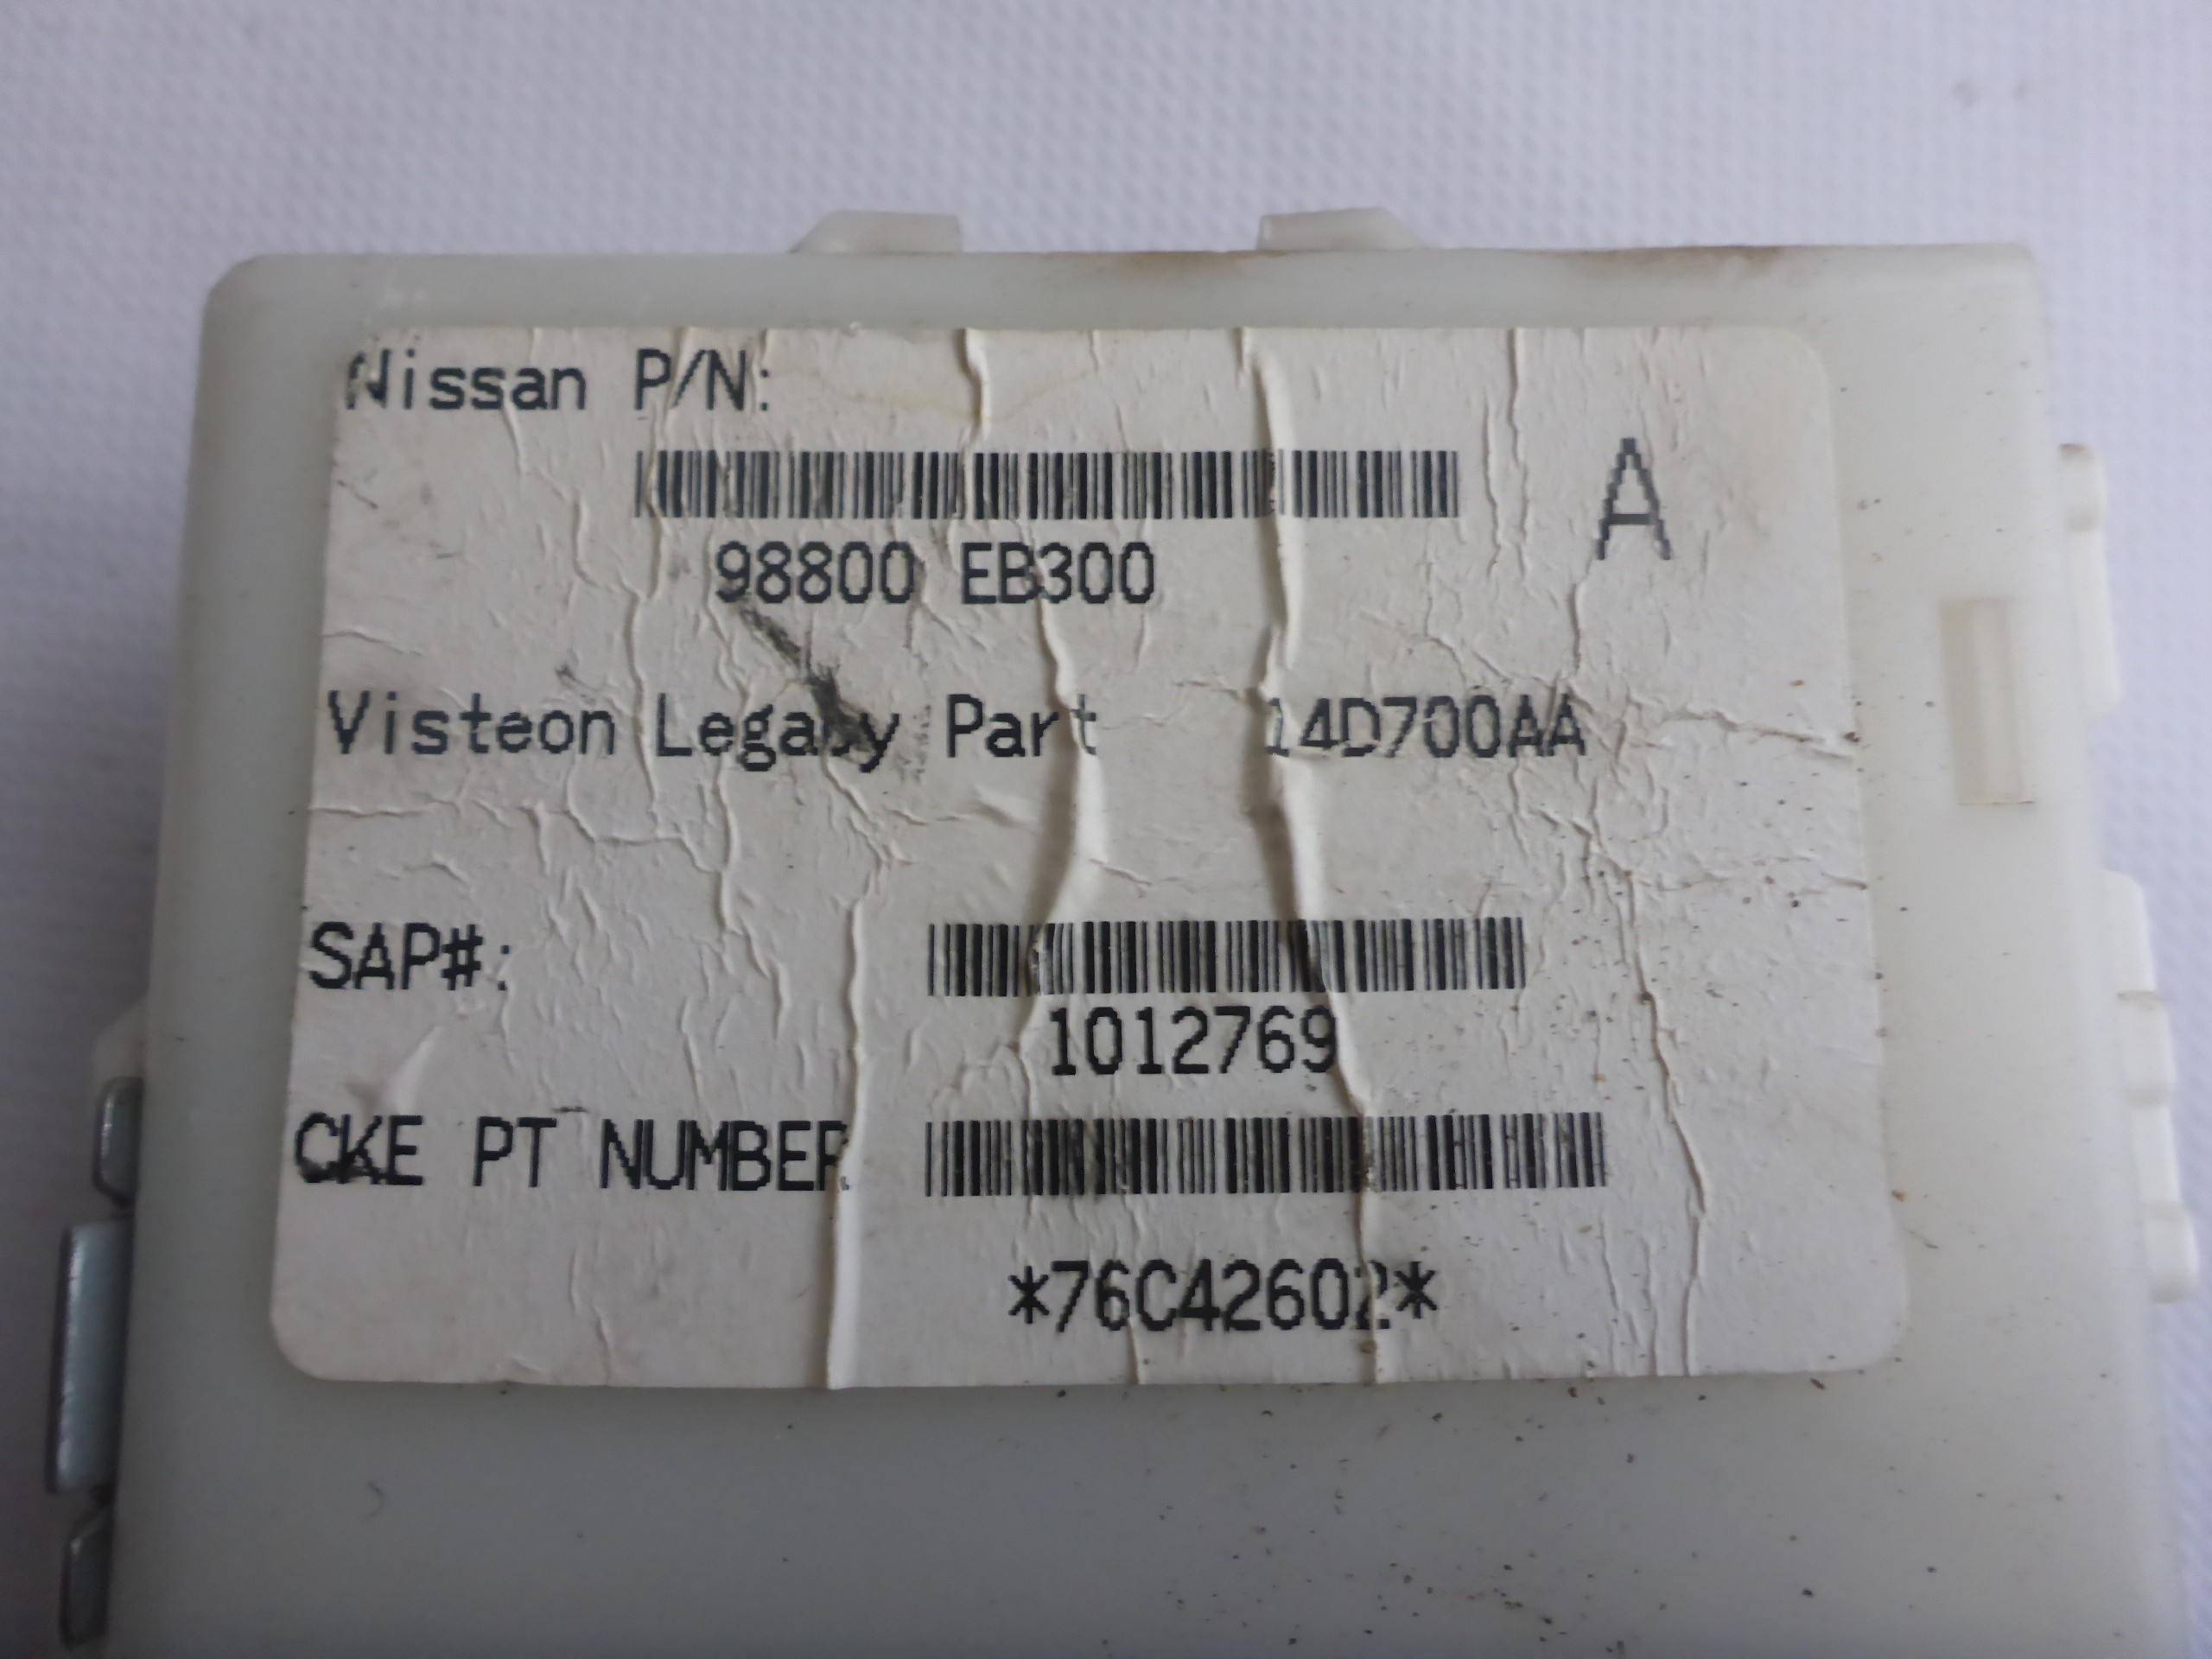 Nissan P/N:
A
98800 EB300
Visteon Legacy Part 14D700AA
SAP#:
1012769
CKE PT NUMBER
*76C42602*